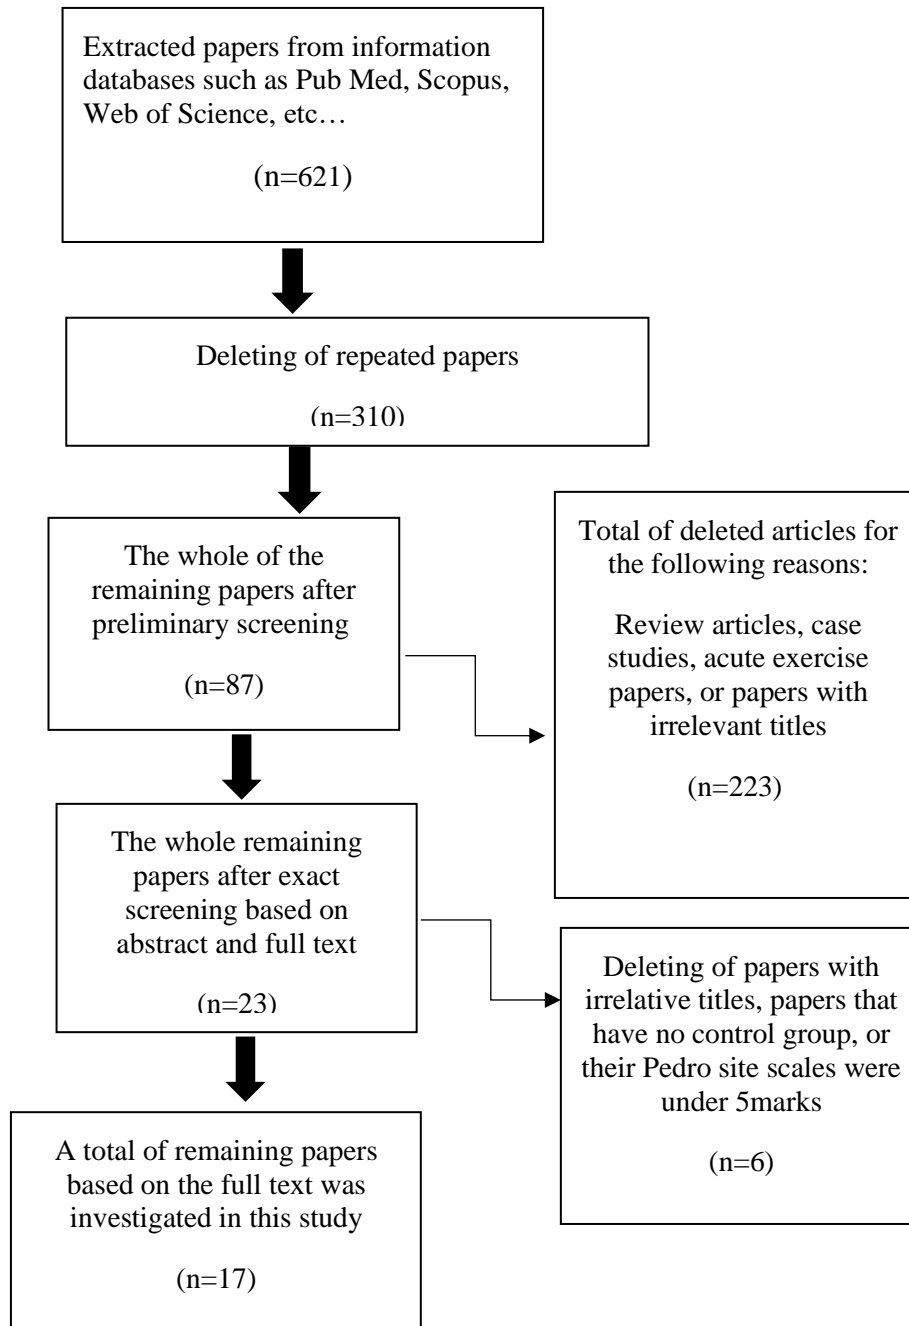 Extracted papers from information
databases such as Pub Med, Scopus,
Web of Science, etc…
(n=621)
Deleting of repeated papers
(n=310)
The whole of the
remaining papers after
preliminary screening
(n=87)
Total of deleted articles for
the following reasons:
Review articles, case
studies, acute exercise
papers, or papers with
irrelevant titles
(n=223)
The whole remaining
papers after exact
screening based on
abstract and full text
(n=23)
Deleting of papers with
irrelative titles, papers that
have no control group, or
their Pedro site scales were
under 5marks
(n=6)
A total of remaining papers
based on the full text was
investigated in this study
(n=17)